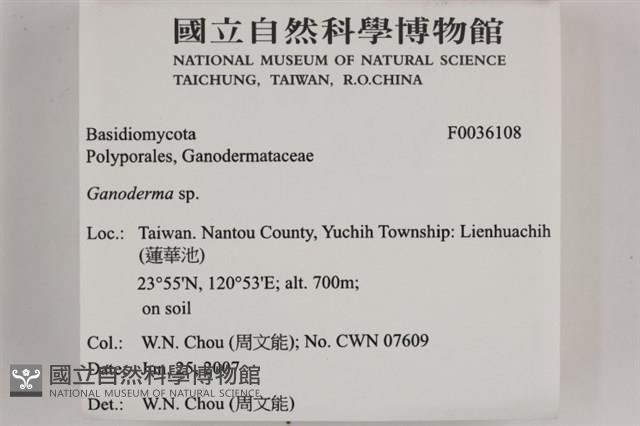 國立自然科學博物館
NATIONAL MUSEUM OF NATURAL SCIENCE
TAICHUNG, TAIWAN, R.O.CHINA
Basidiomycota F0036108
Polyporales, Ganodermataceae
Ganoderma sp.
Loc.: Taiwan. Nantou County, Yuchih Township: Lienhuachih
(蓮華池)
23°55'N, 120°53'E; alt. 700m;
on soil
Col.: W.N. Chou (周文能); No. CWN 07609
Date: 25, 2007
國立自然科學博物館
NATIONAL MUSEUM OF NATURAL SCIENCE
Det.: W.N. Chou (周文能)